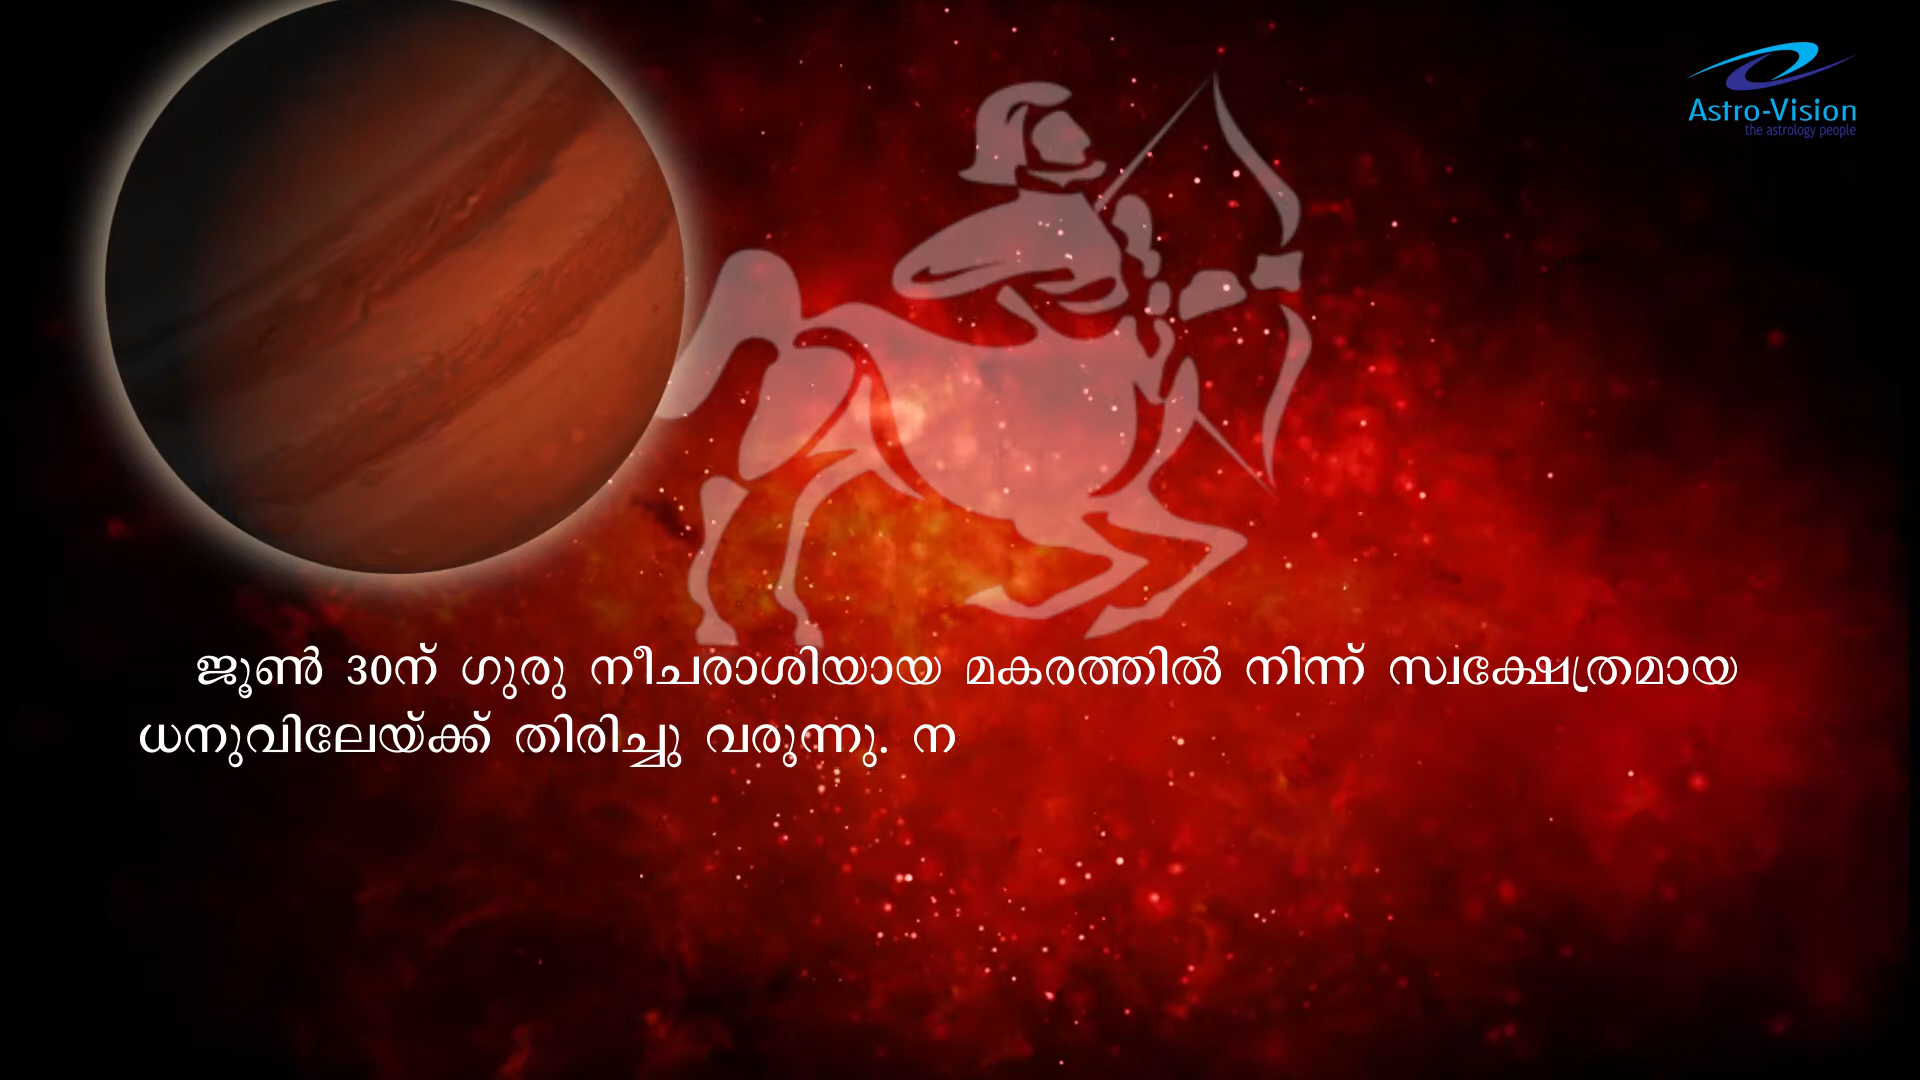 Astro-Vision
the astrology people
ജൂൺ 30ന് ഗുരു നീചരാശിയായ മകരത്തിൽ നിന്ന് സ്വക്ഷേത്രമായ
ധനുവിലേയ്ക്ക് തിരിച്ചു വരുന്നു. ന